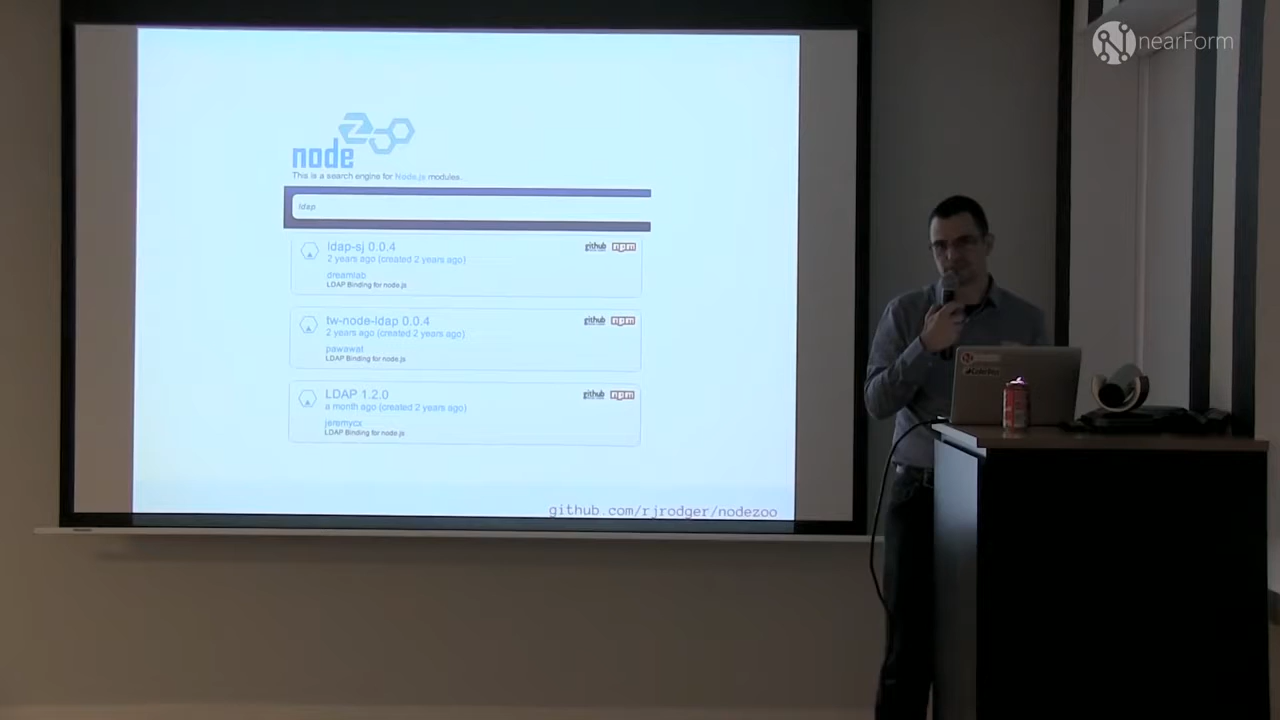 nearForm
node
zoo
This is a search engine for Node.js modules..
ldap
ldap-sj 0.0.4
github npm
2 years ago (created 2 years ago)
dreamlab
LDAP Binding for node.js
tw-node-ldap 0.0.4
github npm
2 years ago (created 2 years ago)
pawawat
LDAP Binding for node.js
LDAP 1.2.0
github npm
a month ago (created 2 years ago)
jeremycx
LDAP Binding for node.js
github.com/rjrodger/nodezoo